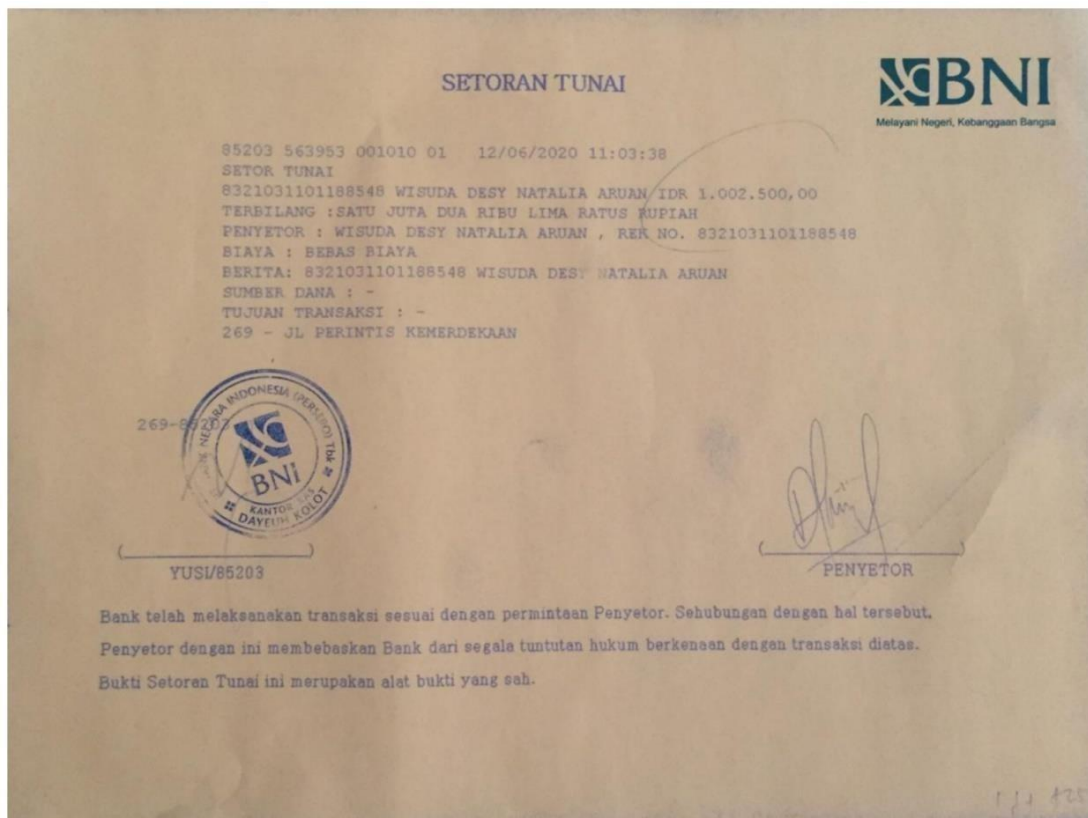 SETORAN TUNAI
BNI
Melayani Negeri, Kebanggaan Bangsa
85203 563953 001010 01 12/06/2020 11:03:38
SETOR TUNAI
8321031101188548 WISUDA DESY NATALIA ARUAN IDR 1.002.500,00
TERBILANG :SATU JUTA DUA RIBU LIMA RATUS RUPIAH
PENYETOR : WISUDA DESY NATALIA ARUAN , REK NO. 8321031101188548
BIAYA : BEBAS BIAYA
BERITA: 8321031101188548 WISUDA DESY NATALIA ARUAN
SUMBER DANA : -
TUJUAN TRANSAKSI : -
269 - JL PERINTIS KEMERDEKAAN
269-85203
NEGARA INDONESIA (PERSERO) Tbk
BNI
KANTOR KAS
DAYEUH KOLOT
YUSI/85203
PENYETOR
Bank telah melaksanakan transaksi sesuai dengan permintaan Penyetor. Sehubungan dengan hal tersebut,
Penyetor dengan ini membebaskan Bank dari segala tuntutan hukum berkenaan dengan transaksi diatas.
Bukti Setoran Tunai ini merupakan alat bukti yang sah.